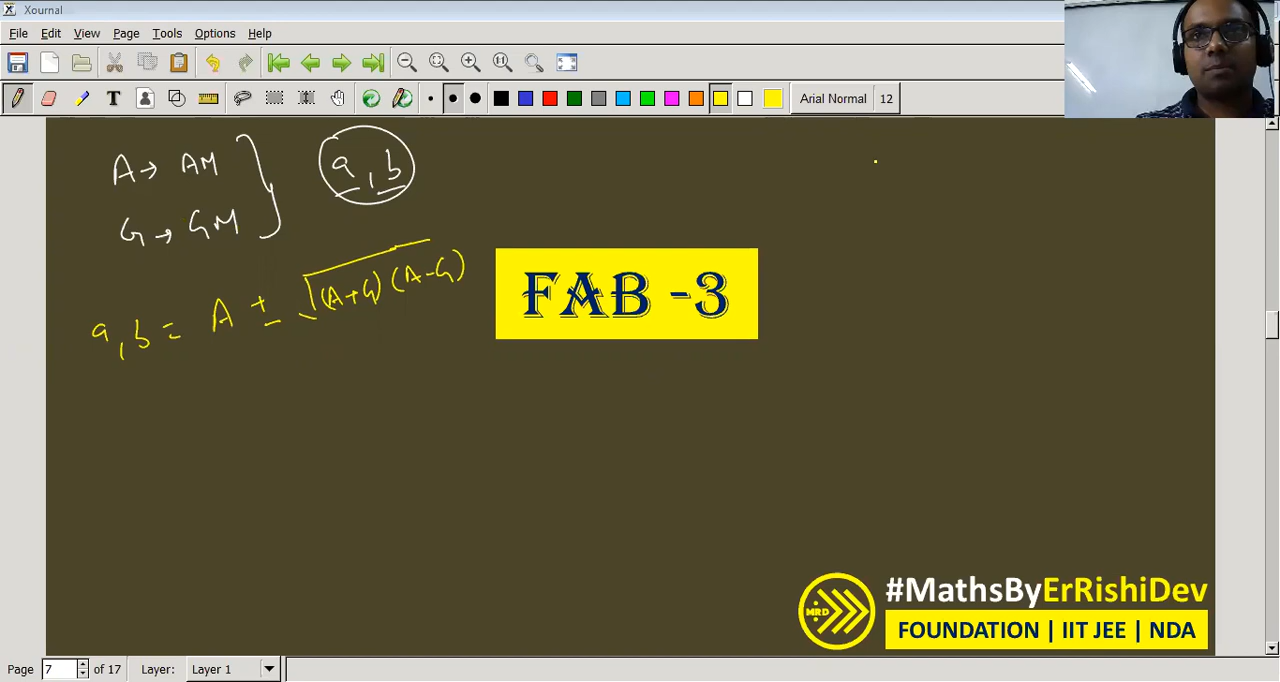 Xournal
File Edit View Page Tools Options Help
Arial Normal 12
A → AM
G → GM
a, b
a, b = A ± √(A+G)(A-G)
FAB -3
MRD
#MathsByErRishiDev
FOUNDATION | IIT JEE | NDA
Page 7 of 17 Layer: Layer 1